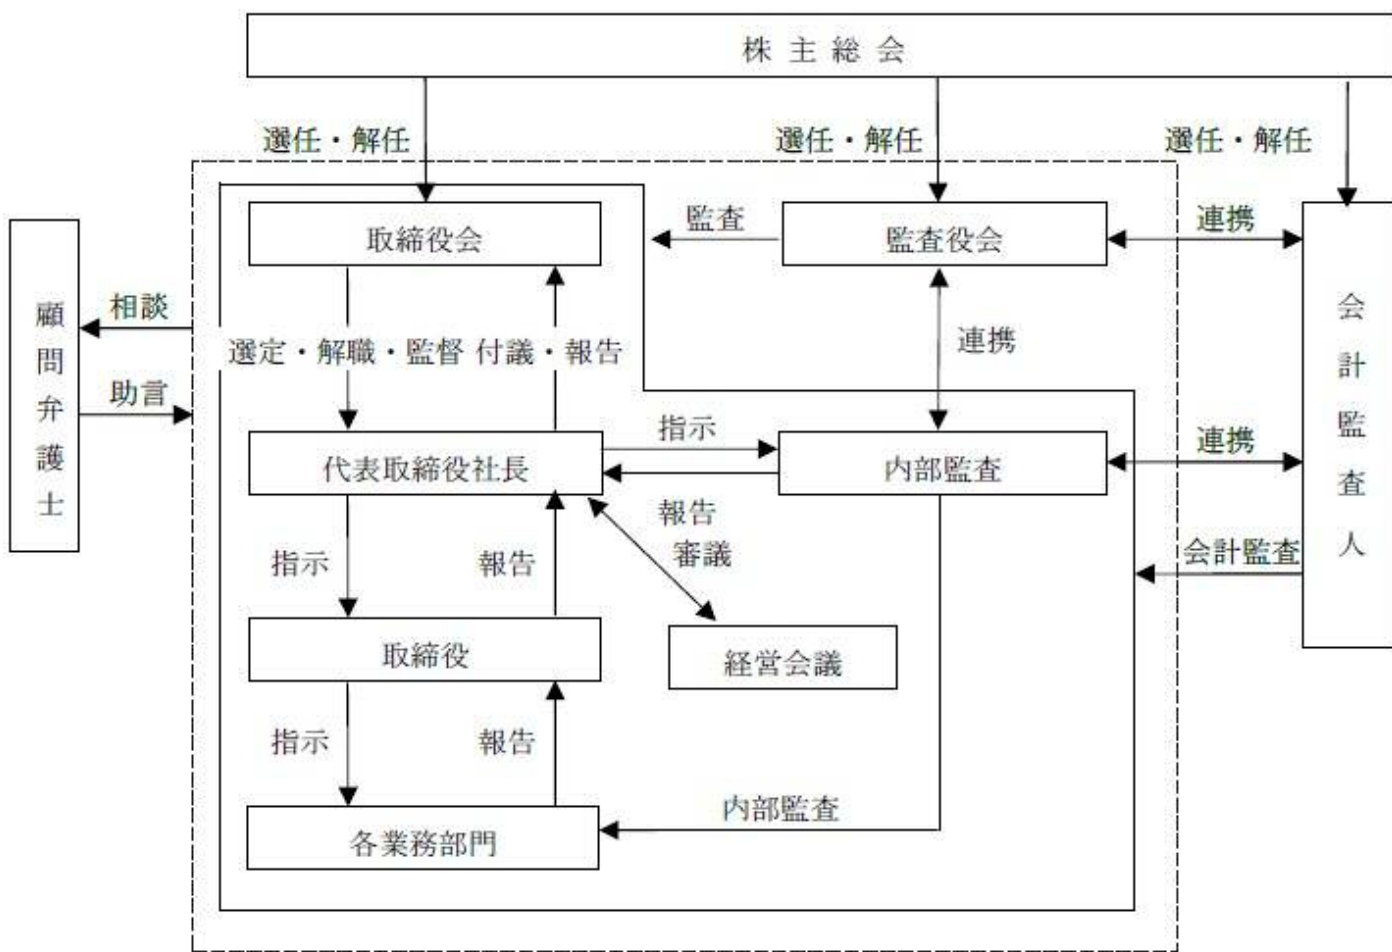 株主総会
選任・解任
選任・解任
選任・解任
取締役会
監査
監査役会
連携
会計監査人
顧問弁護士
相談
助言
選定・解職・監督
付議・報告
連携
代表取締役社長
指示
報告
内部監査
連携
審議
会計監査
指示
報告
取締役
経営会議
指示
報告
内部監査
各業務部門